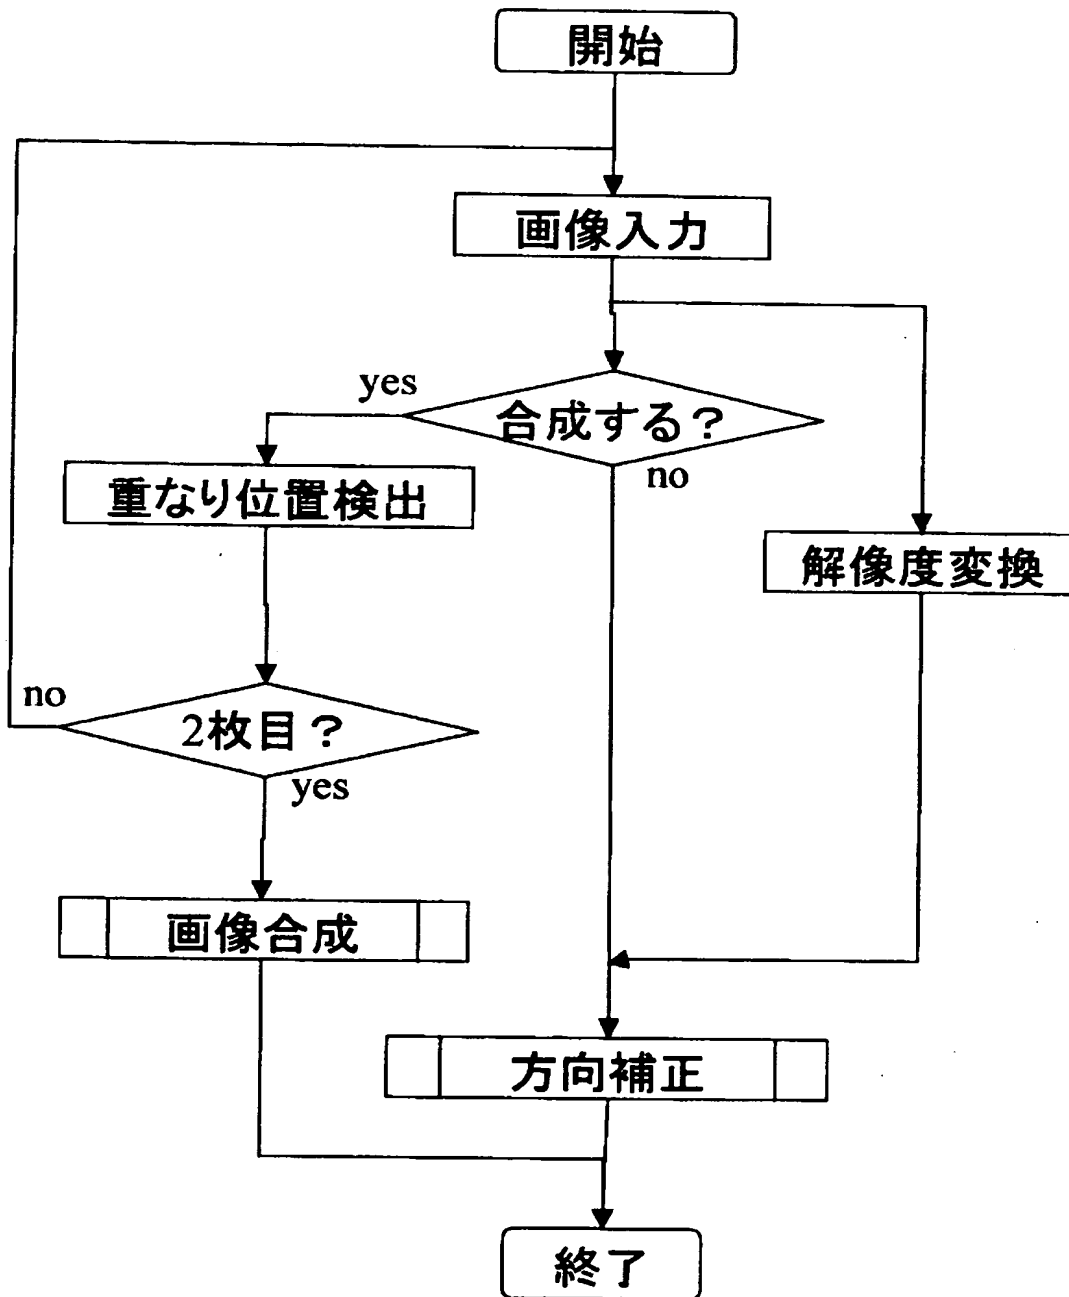 開始
画像入力
yes
合成する?
no
重なり位置検出
解像度変換
no
2枚目?
yes
画像合成
方向補正
終了